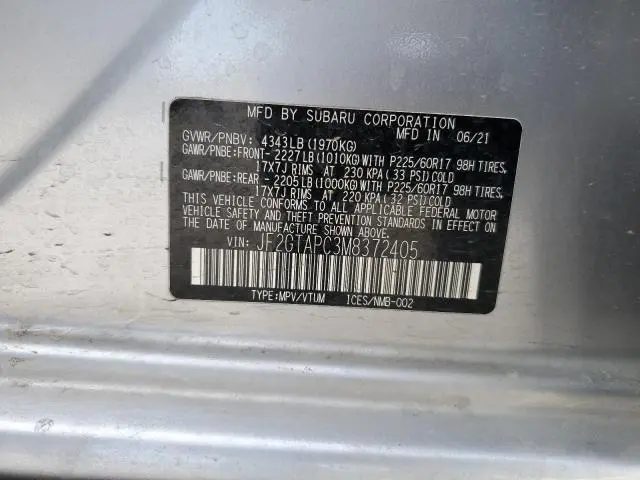 MFD BY SUBARU CORPORATION
MFD IN 06/21
GVWR/PNBV: 4343LB(1970KG)
GAWR/PNBE:FRONT- 2227LB(1010KG)WITH P225/60R17 98H TIRES,
17X7J RIMS AT 230 KPA(33 PSI)COLD
GAWR/PNBE:REAR - 2205LB(1000KG)WITH P225/60R17 98H TIRES,
17X7J RIMS AT 220 KPA(32 PSI)COLD
THIS VEHICLE CONFORMS TO ALL APPLICABLE FEDERAL MOTOR
VEHICLE SAFETY AND THEFT PREVENTION STANDARDS IN EFFECT ON
THE DATE OF MANUFACTURE SHOWN ABOVE.
VIN: JF2GTAPC3M8372405
TYPE:MPV/VTUM ICES/NMB-002